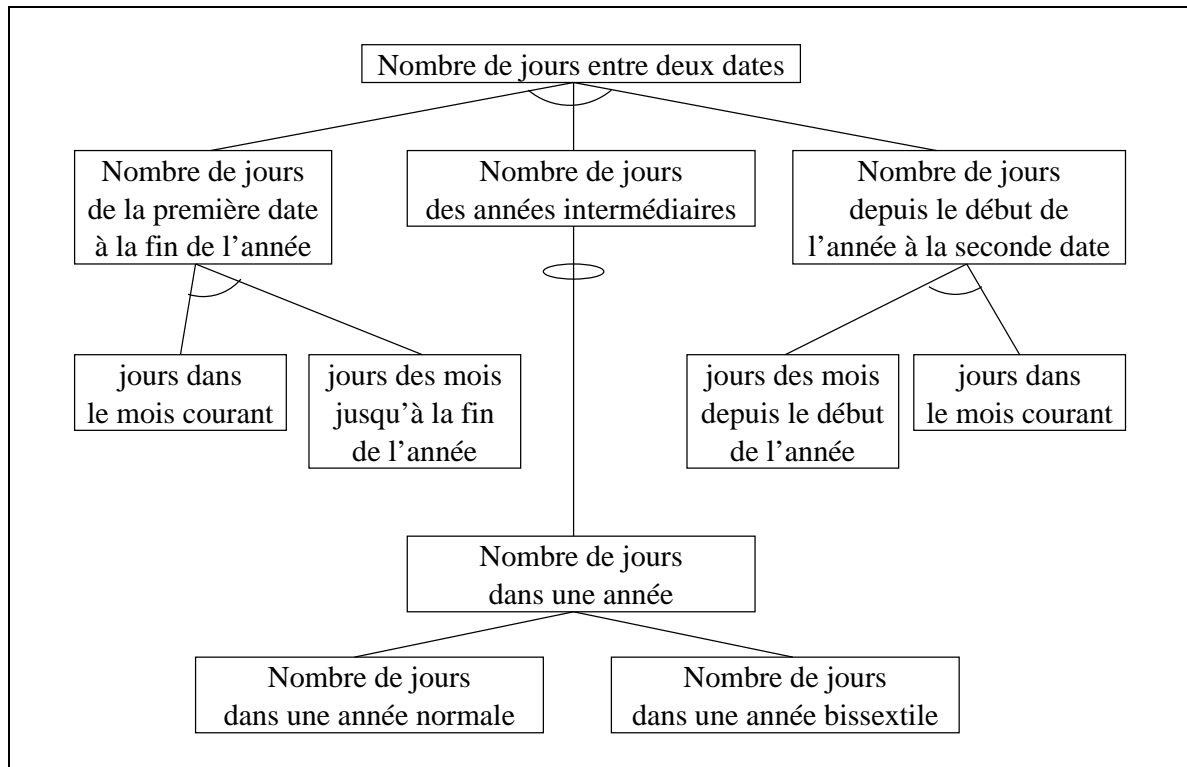 Nombre de jours entre deux dates
Nombre de jours
de la première date
à la fin de l’année
Nombre de jours
des années intermédiaires
Nombre de jours
depuis le début de
l’année à la seconde date
jours dans
le mois courant
jours des mois
jusqu’à la fin
de l’année
jours des mois
depuis le début
de l’année
jours dans
le mois courant
Nombre de jours
dans une année
Nombre de jours
dans une année normale
Nombre de jours
dans une année bissextile